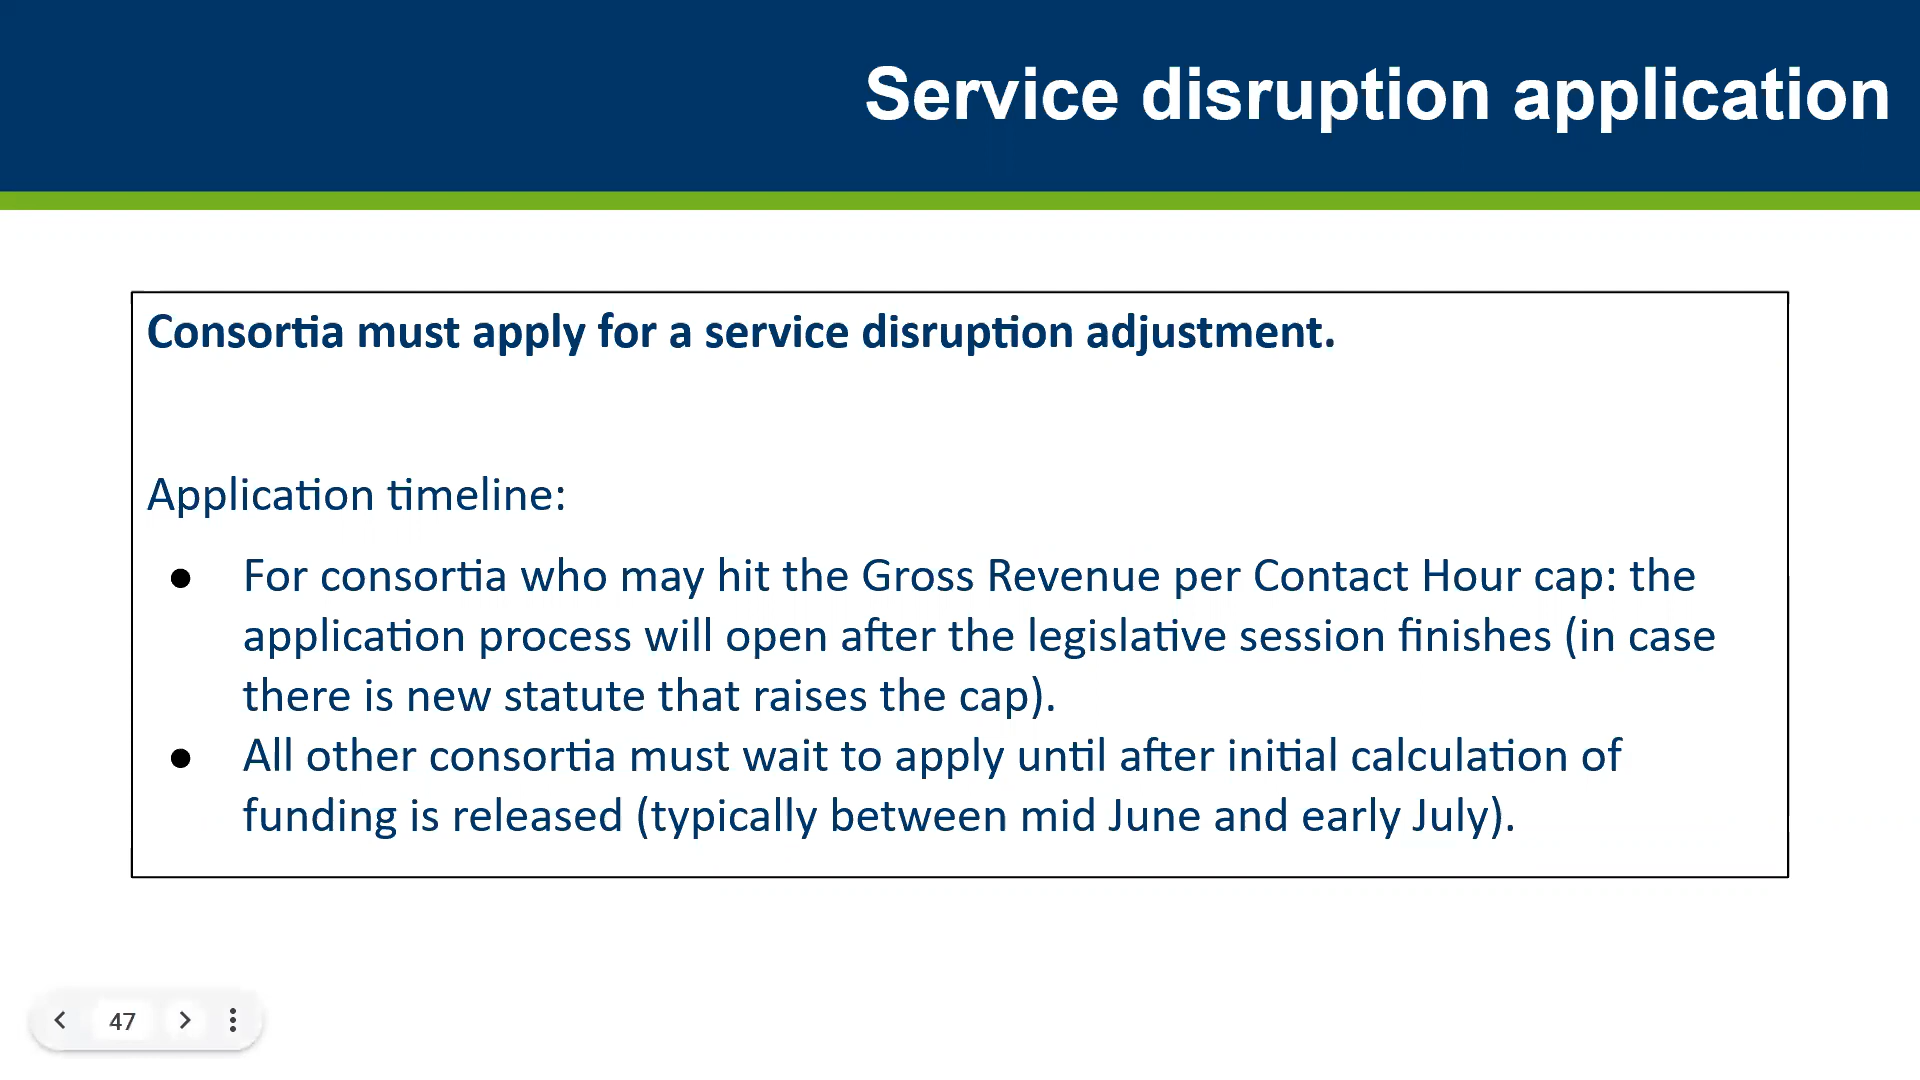 Service disruption application
Consortia must apply for a service disruption adjustment.
Application timeline:
● For consortia who may hit the Gross Revenue per Contact Hour cap: the
application process will open after the legislative session finishes (in case
there is new statute that raises the cap).
● All other consortia must wait to apply until after initial calculation of
funding is released (typically between mid June and early July).
47